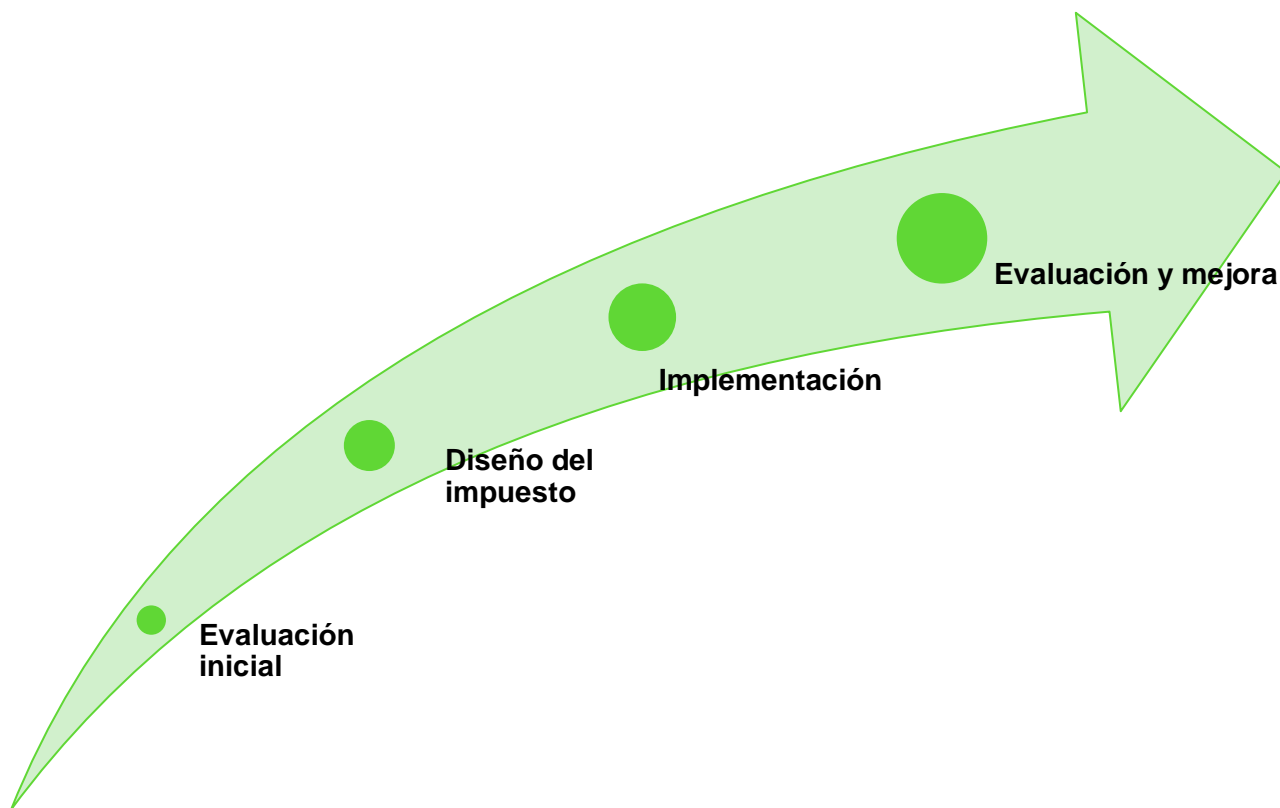 Evaluación y mejora
Implementación
Diseño del
impuesto
Evaluación
inicial